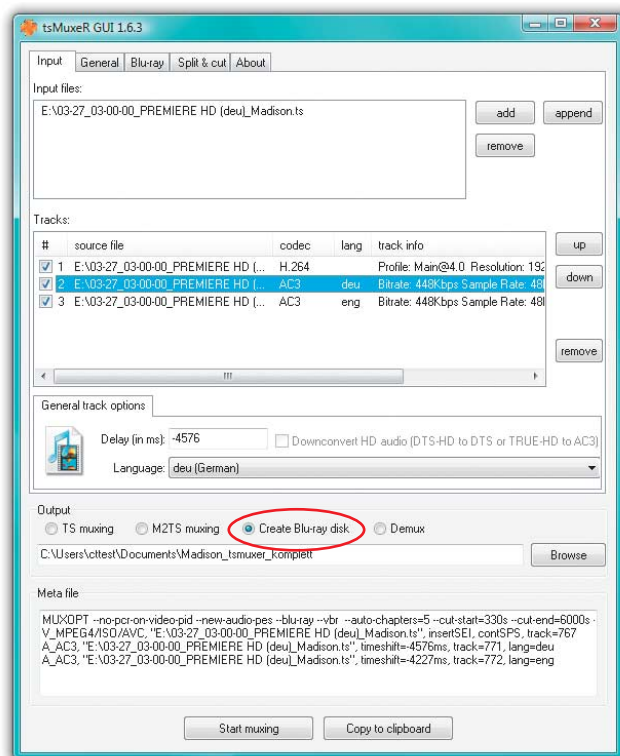 tsMuxeR GUI 1.6.3
Input General Blu-ray Split & cut About
Input files:
E:\03-27_03-00-00_PREMIERE HD (deu)_Madison.ts
add append
remove
Tracks:
# source file codec lang track info
1 E:\03-27_03-00-00_PREMIERE HD (... H.264 Profile: Main@4.0 Resolution: 192
2 E:\03-27_03-00-00_PREMIERE HD (... AC3 deu Bitrate: 448Kbps Sample Rate: 48
3 E:\03-27_03-00-00_PREMIERE HD (... AC3 eng Bitrate: 448Kbps Sample Rate: 48
up
down
remove
General track options
Delay (in ms): -4576 Downconvert HD audio (DTS-HD to DTS or TRUE-HD to AC3)
Language: deu (German)
Output
TS muxing M2TS muxing Create Blu-ray disk Demux
C:\Users\cttest\Documents\Madison_tsmuxer_komplett Browse
Meta file
MUXOPT --no-pcr-on-video-pid --new-audio-pes --blu-ray --vbr --auto-chapters=5 --cut-start=330s --cut-end=6000s -
V_MPEG4/ISO/AVC, "E:\03-27_03-00-00_PREMIERE HD (deu)_Madison.ts", insertSEI, contSPS, track=767
A_AC3, "E:\03-27_03-00-00_PREMIERE HD (deu)_Madison.ts", timeshift=-4576ms, track=771, lang=deu
A_AC3, "E:\03-27_03-00-00_PREMIERE HD (deu)_Madison.ts", timeshift=-4227ms, track=772, lang=eng
Start muxing Copy to clipboard